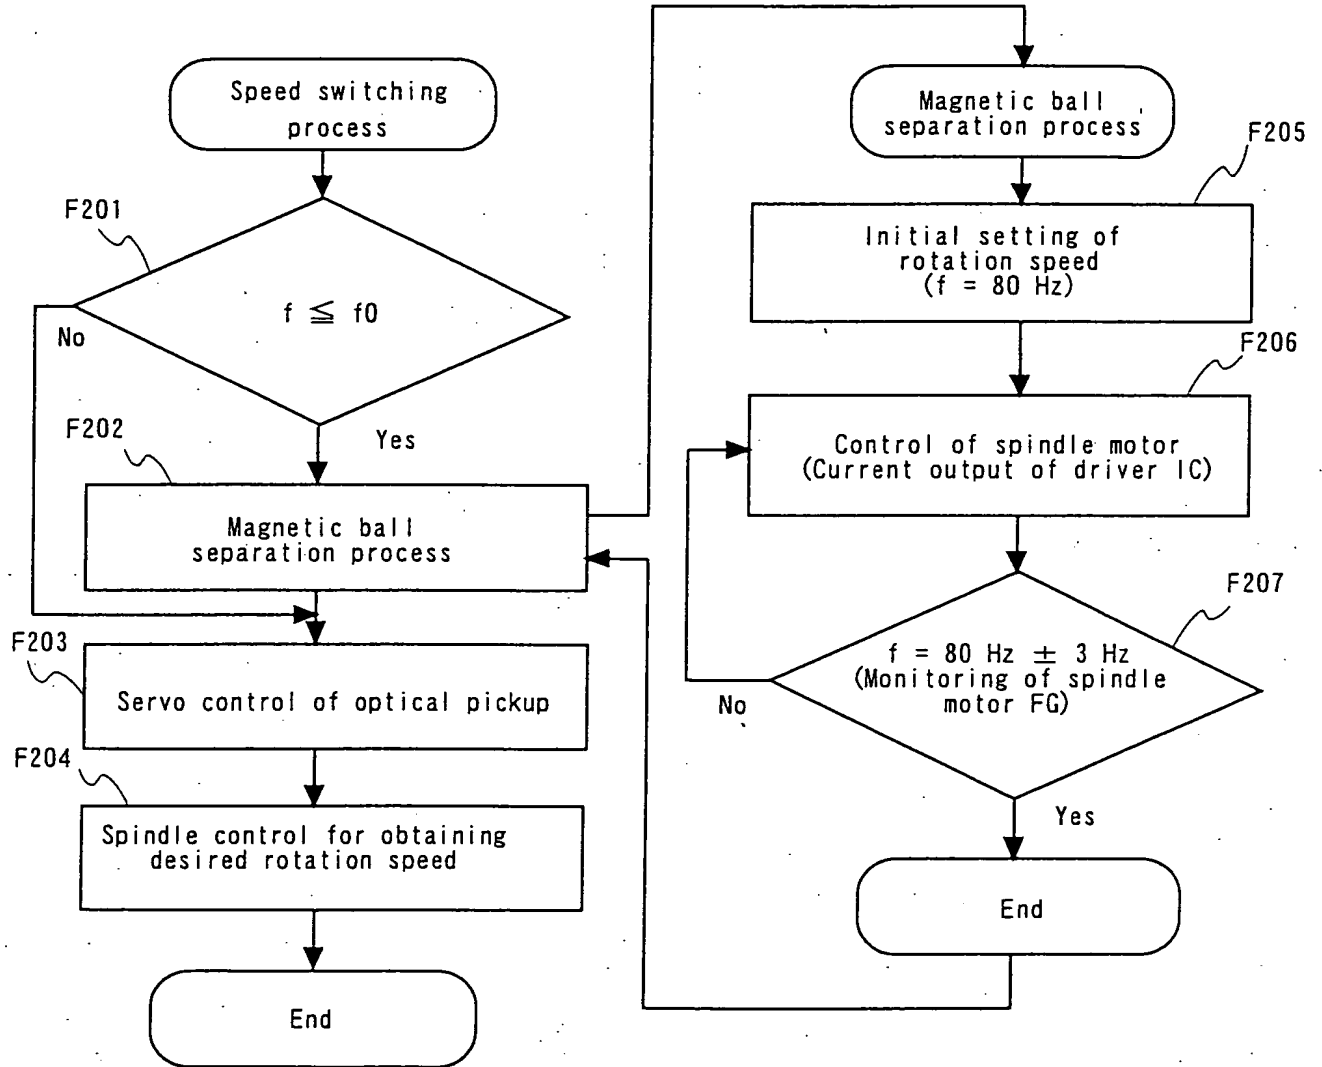 Speed switching
process
F201
f ≦ f0
No
Yes
F202
Magnetic ball
separation process
F203
Servo control of optical pickup
F204
Spindle control for obtaining
desired rotation speed
End
Magnetic ball
separation process
F205
Initial setting of
rotation speed
(f = 80 Hz)
F206
Control of spindle motor
(Current output of driver IC)
F207
f = 80 Hz ± 3 Hz
(Monitoring of spindle
motor FG)
No
Yes
End